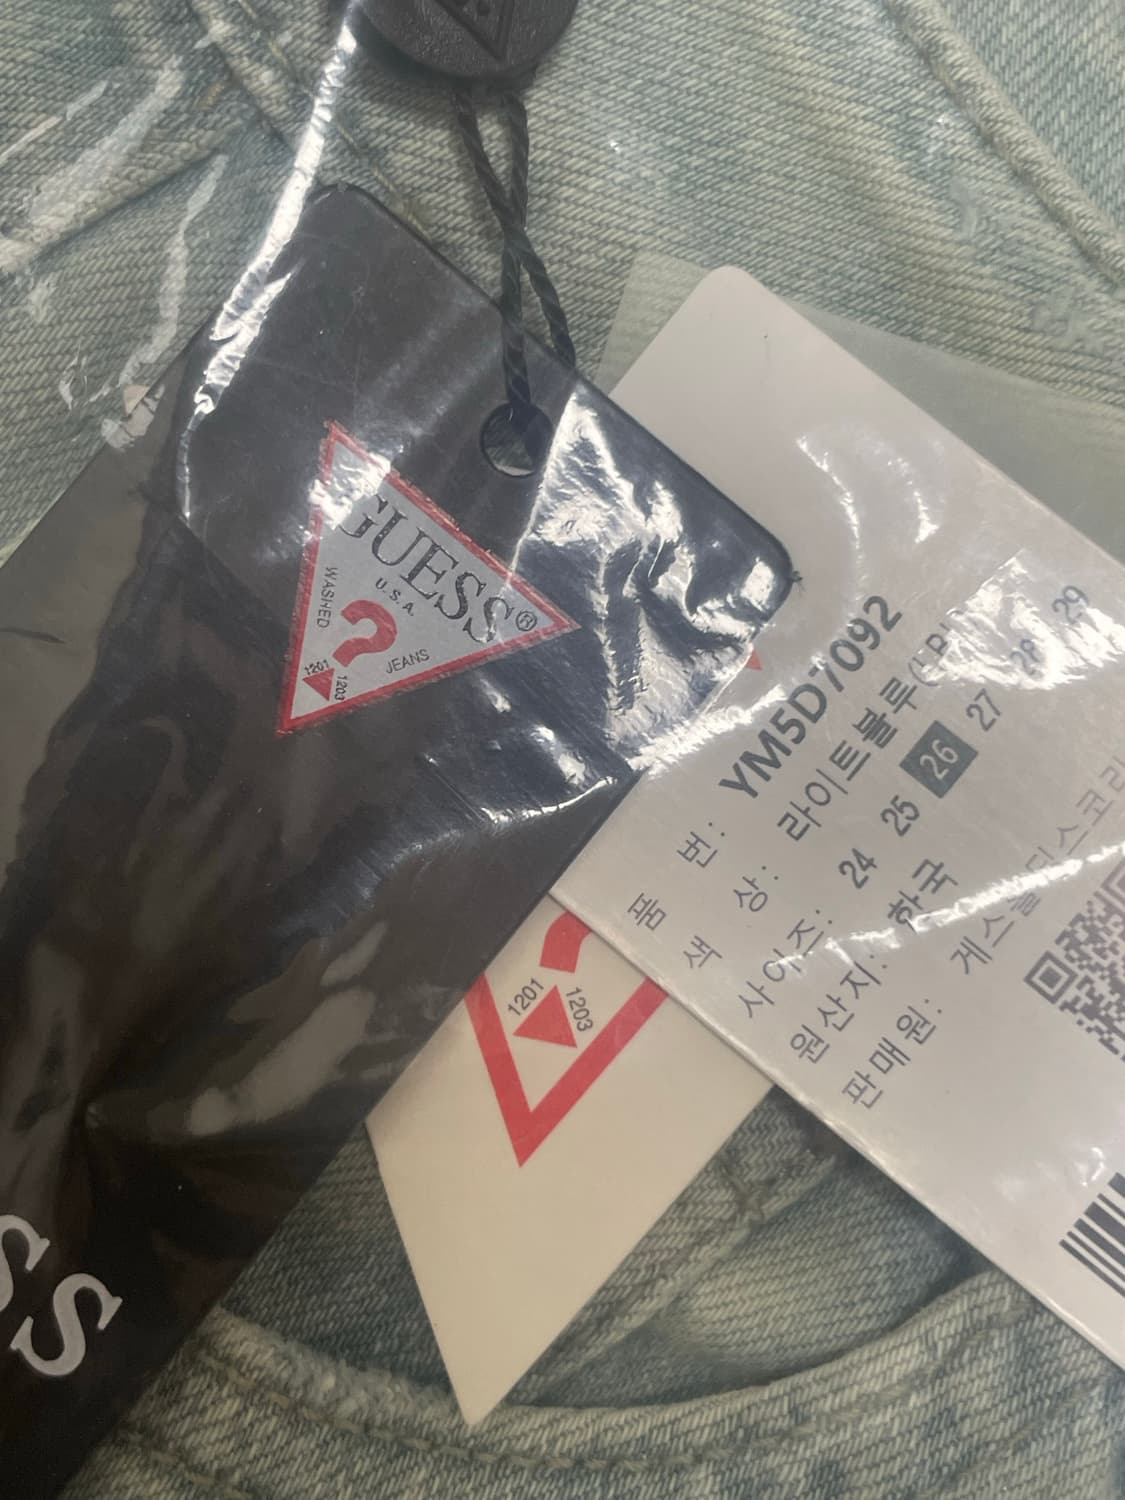 GUESS®
U.S.A.
WASHED
?
JEANS
1201
1203
SS
?
1201
1203
품 번: YM5D7092
색 상: 라이트블루
사이즈: 24 25 26 27 28 29
원산지: 한국
판매원: